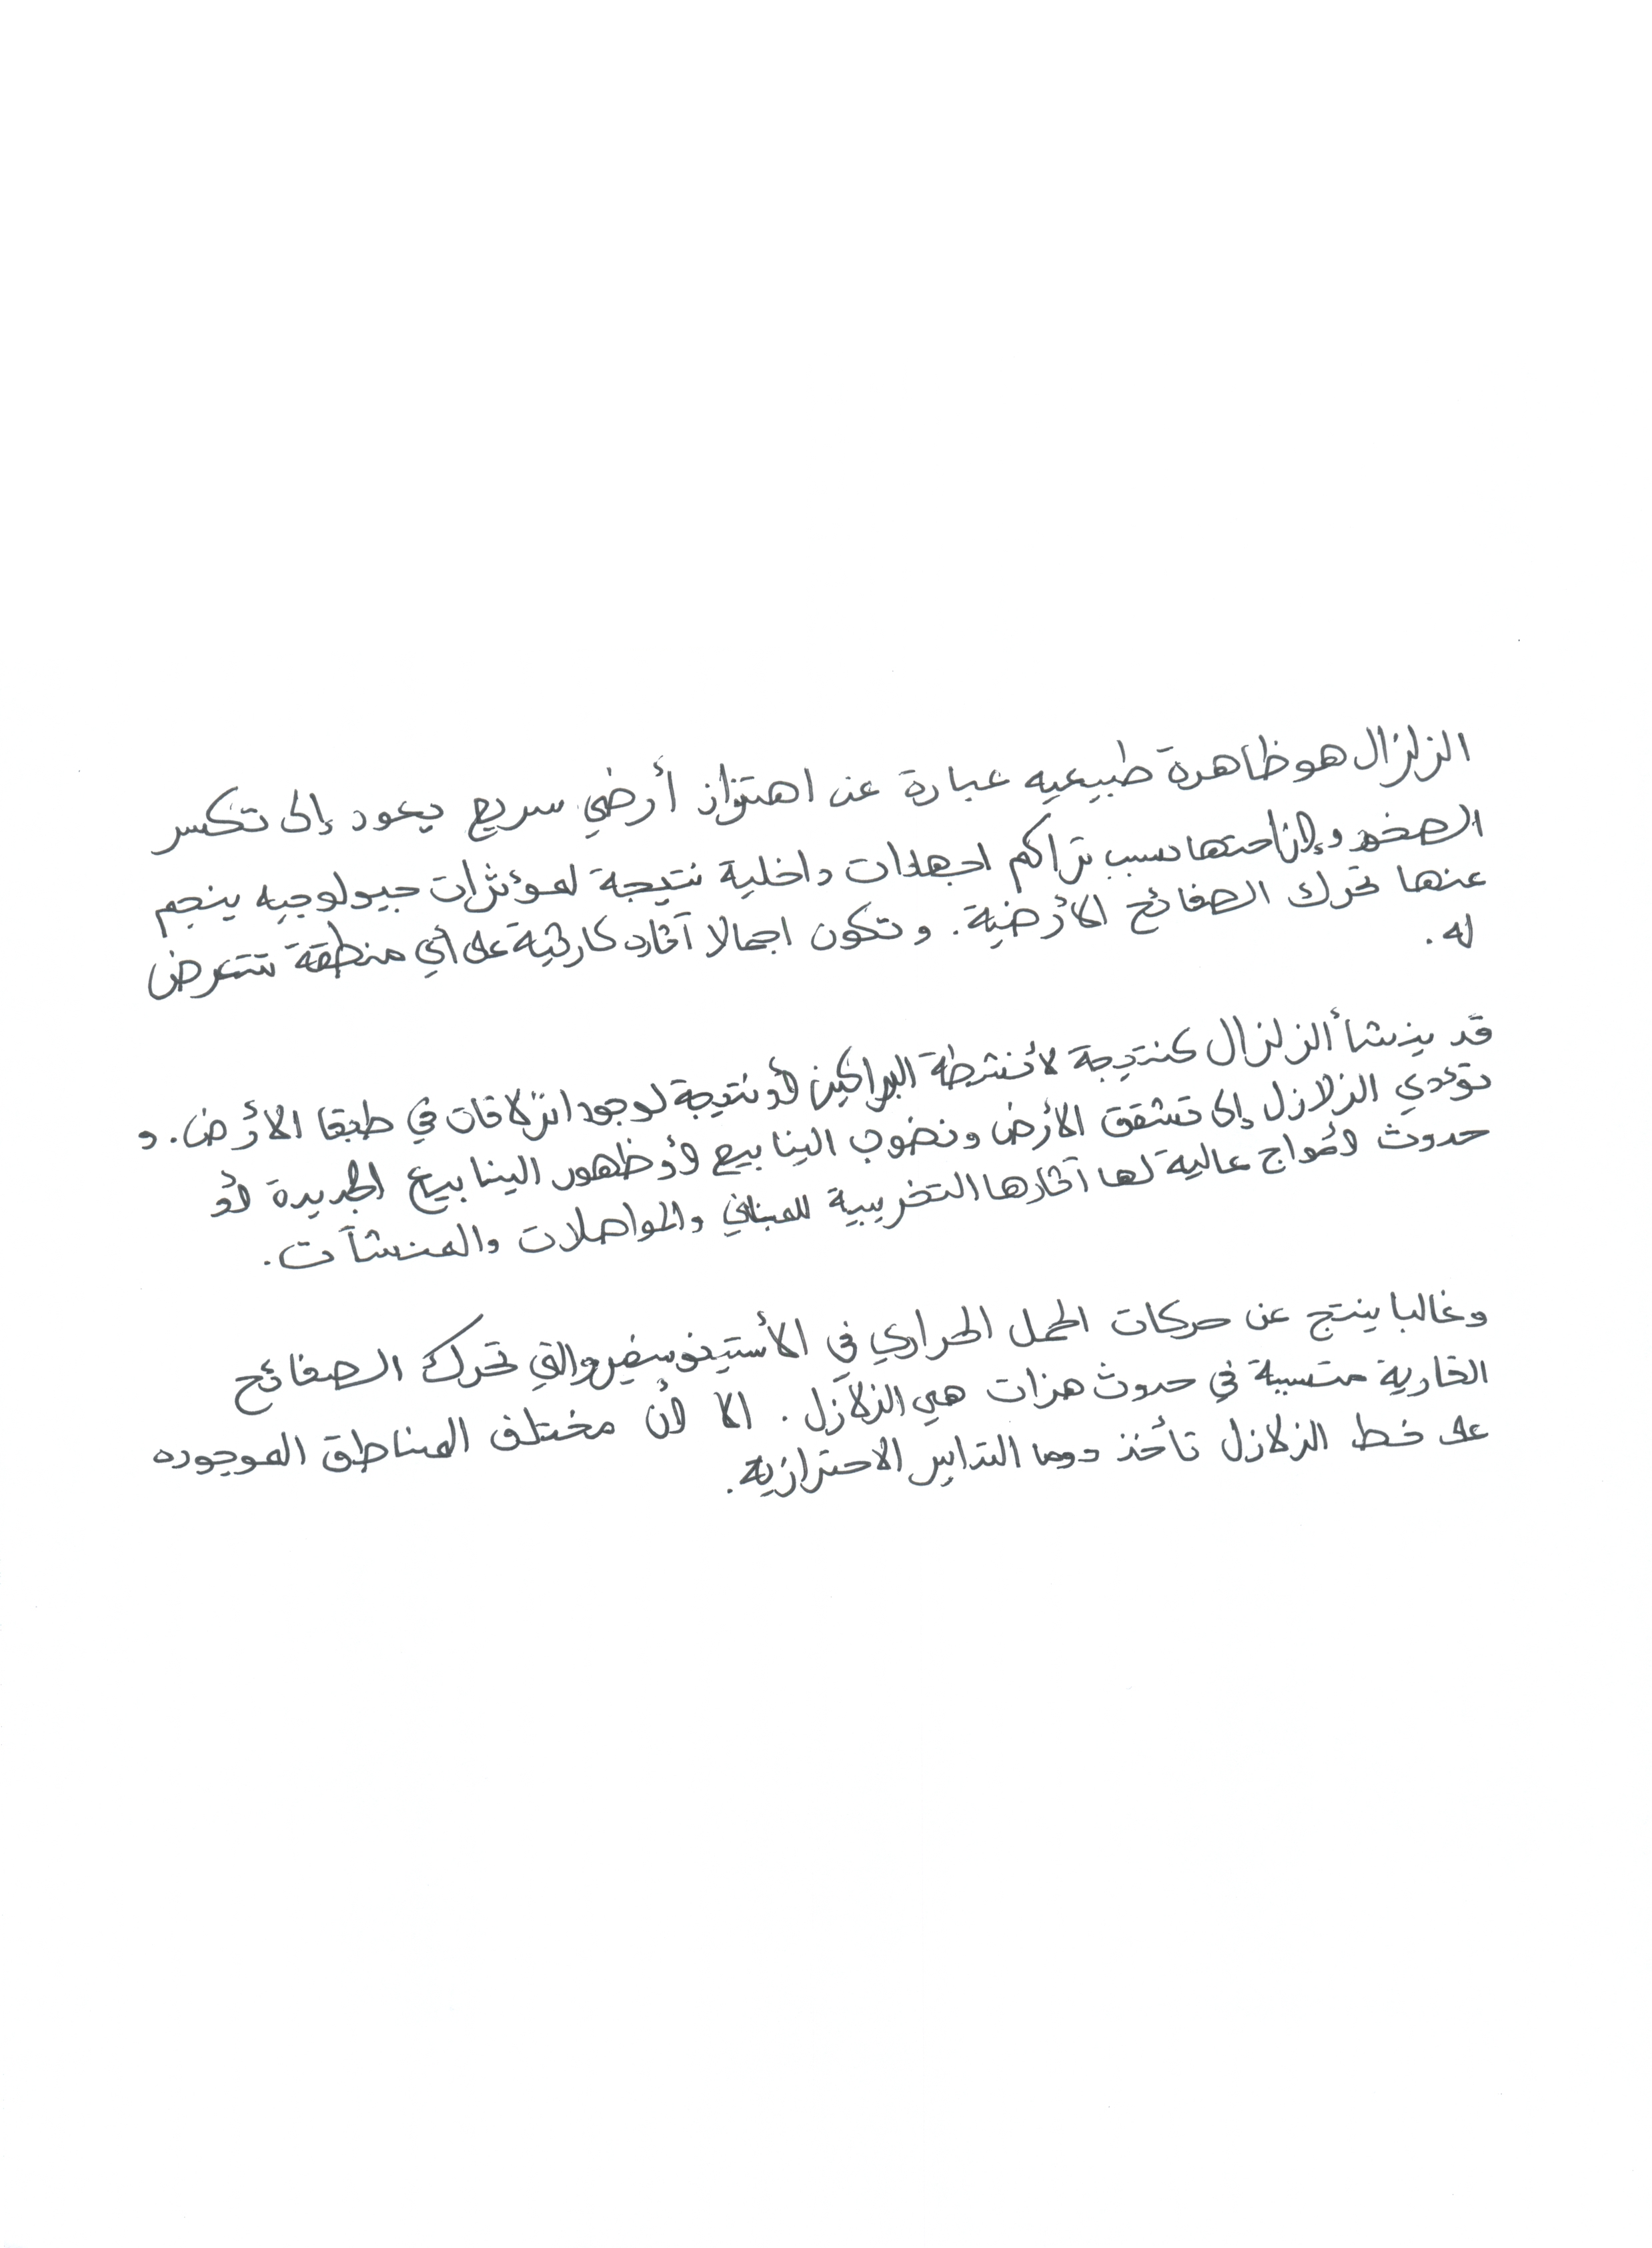 الزلزال هو ظاهرة طبيعيه عبارة عن اهتزاز أرضي سريع يعود إلى تكسر
الصخور وإزاحتها بسبب تراكم اجهادات داخلية نتيجة لمؤثرات جيولوجيه ينجم
عنها تحرك الصفائح الأرضية. وتكون اجمالا آثار كارثية على أي منطقة تتعرض
له.
قد ينشأ الزلزال كنتيجة لأنشطة البراكين أو نتيجة لوجود انزلاقات في طبقا الأرض. و
تؤدي الزلازل إلى تشقق الأرض ونضوب الينابيع أو ظهور الينابيع الجديدة أو
حدوث أمواج عالية لها آثارها التخريبية للمباني والمواصلات والمنشآت.
وغالبا ينتج عن حركات الحمل الحراري في الأستينوسفير والتي تحرك الصفائح
القارية متسببة في حدوث هزات هي الزلازل. الا أن مختلف المناطق الموجوده
على خط الزلازل تأخذ دوما التدابير الاحترازيه.